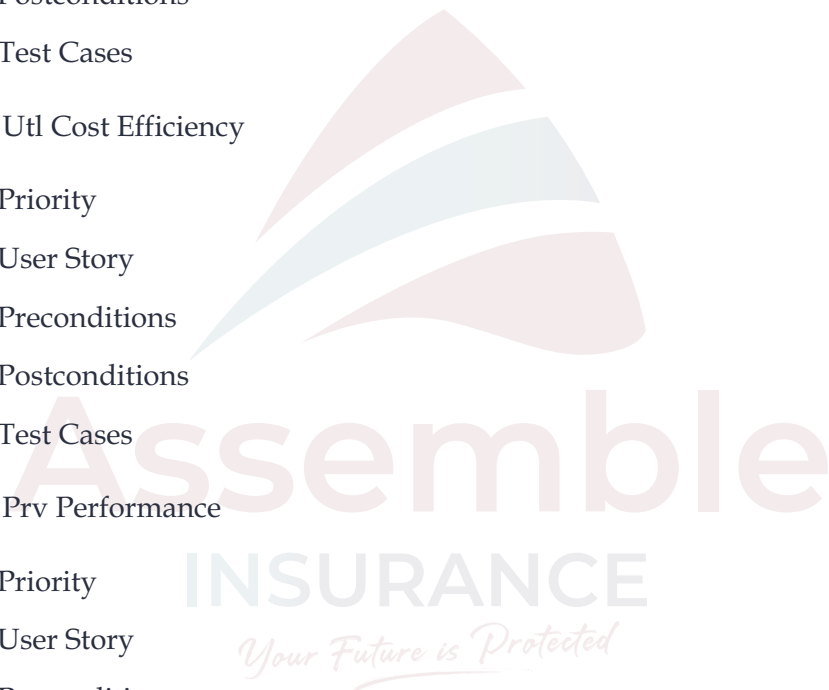 Postconditions
Test Cases
Utl Cost Efficiency
Priority
User Story
Preconditions
Postconditions
Test Cases
Prv Performance
Priority
User Story
Preconditions
Assemble
INSURANCE
Your Future is Protected